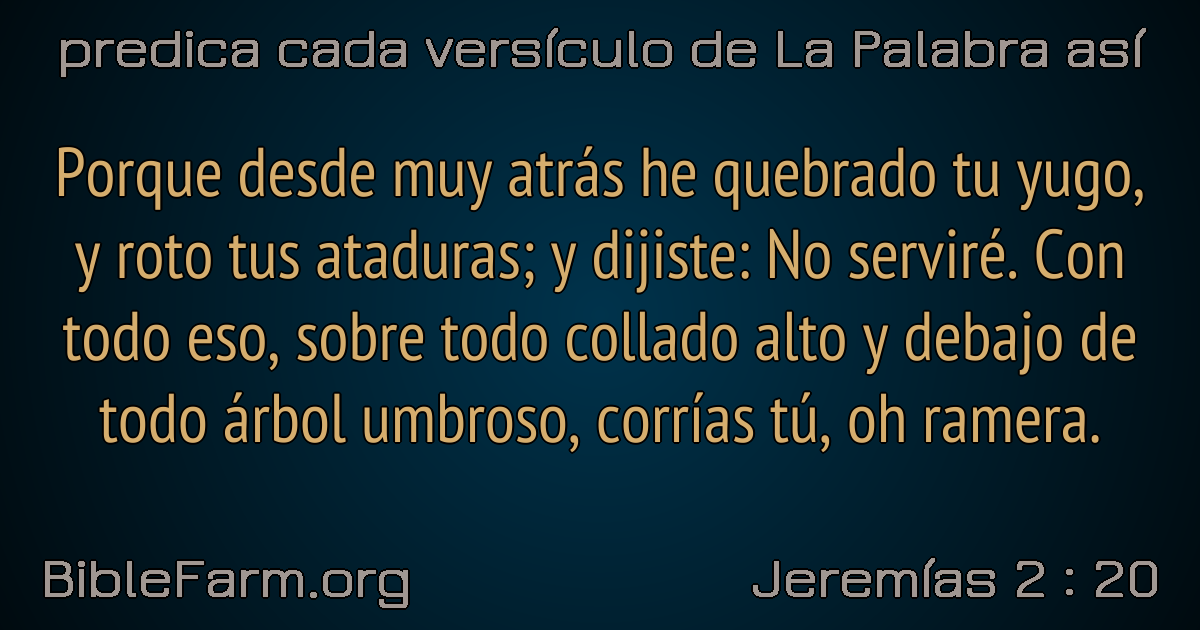 predica cada versículo de La Palabra así
Porque desde muy atrás he quebrado tu yugo,
y roto tus ataduras; y dijiste: No serviré. Con
todo eso, sobre todo collado alto y debajo de
todo árbol umbroso, corrías tú, oh ramera.
BibleFarm.org
Jeremías 2 : 20